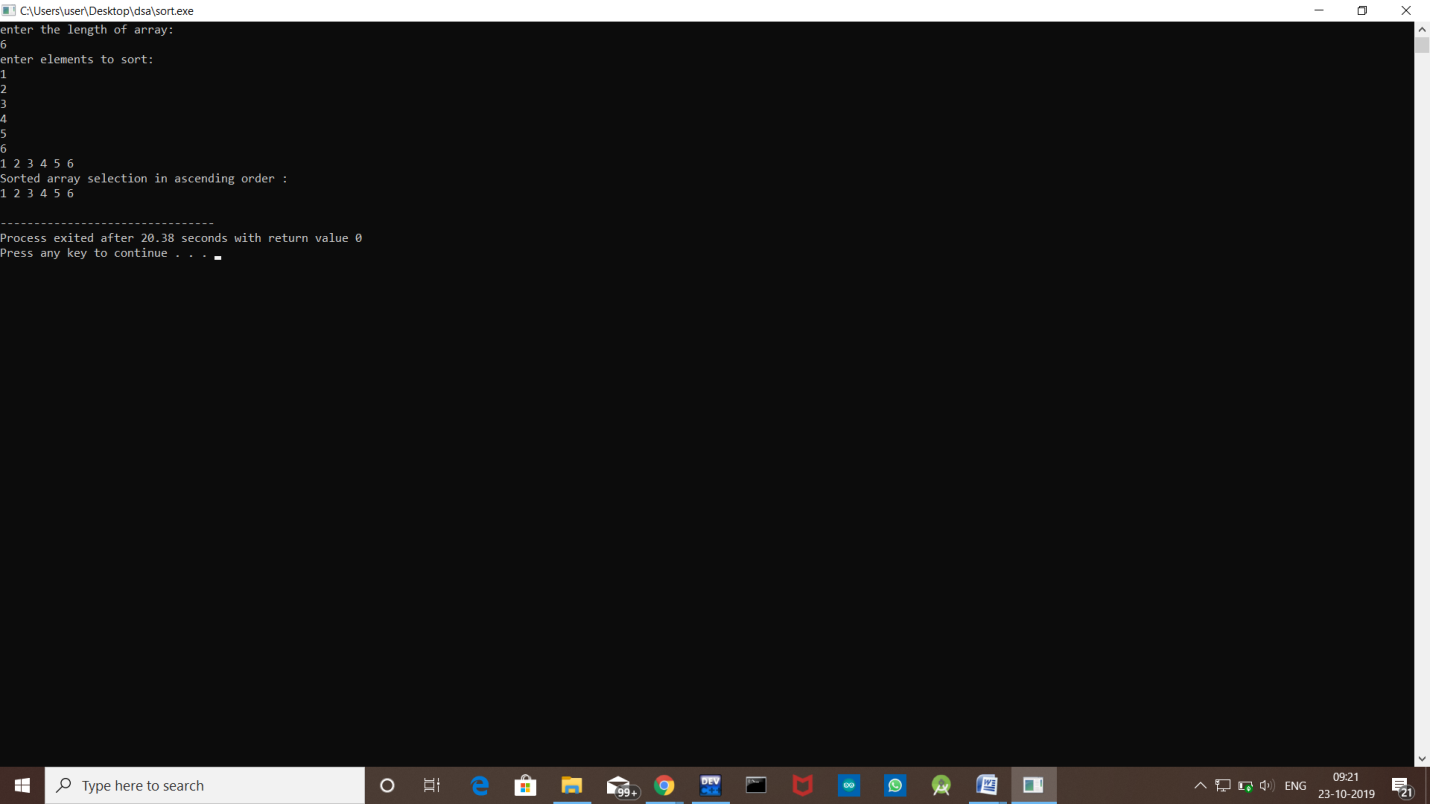 C:\Users\user\Desktop\dsa\sort.exe
enter the length of array:
6
enter elements to sort:
1
2
3
4
5
6
1 2 3 4 5 6
Sorted array selection in ascending order :
1 2 3 4 5 6
--------------------------------
Process exited after 20.38 seconds with return value 0
Press any key to continue . . .
Type here to search
99+
DEV
ENG
09:21
23-10-2019
21